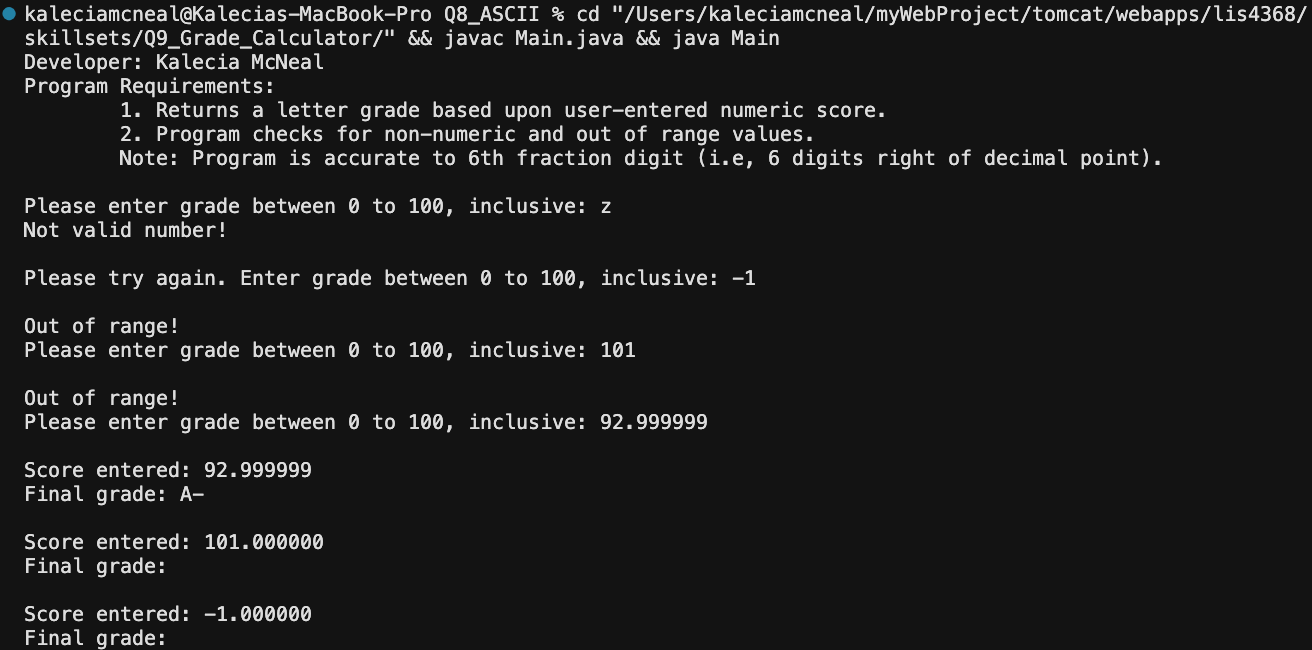 kaleciamcneal@Kalecias-MacBook-Pro Q8_ASCII % cd "/Users/kaleciamcneal/myWebProject/tomcat/webapps/lis4368/
skillsets/Q9_Grade_Calculator/" && javac Main.java && java Main
Developer: Kalecia McNeal
Program Requirements:
        1. Returns a letter grade based upon user-entered numeric score.
        2. Program checks for non-numeric and out of range values.
        Note: Program is accurate to 6th fraction digit (i.e, 6 digits right of decimal point).

Please enter grade between 0 to 100, inclusive: z
Not valid number!

Please try again. Enter grade between 0 to 100, inclusive: -1

Out of range!
Please enter grade between 0 to 100, inclusive: 101

Out of range!
Please enter grade between 0 to 100, inclusive: 92.999999

Score entered: 92.999999
Final grade: A-

Score entered: 101.000000
Final grade:

Score entered: -1.000000
Final grade: